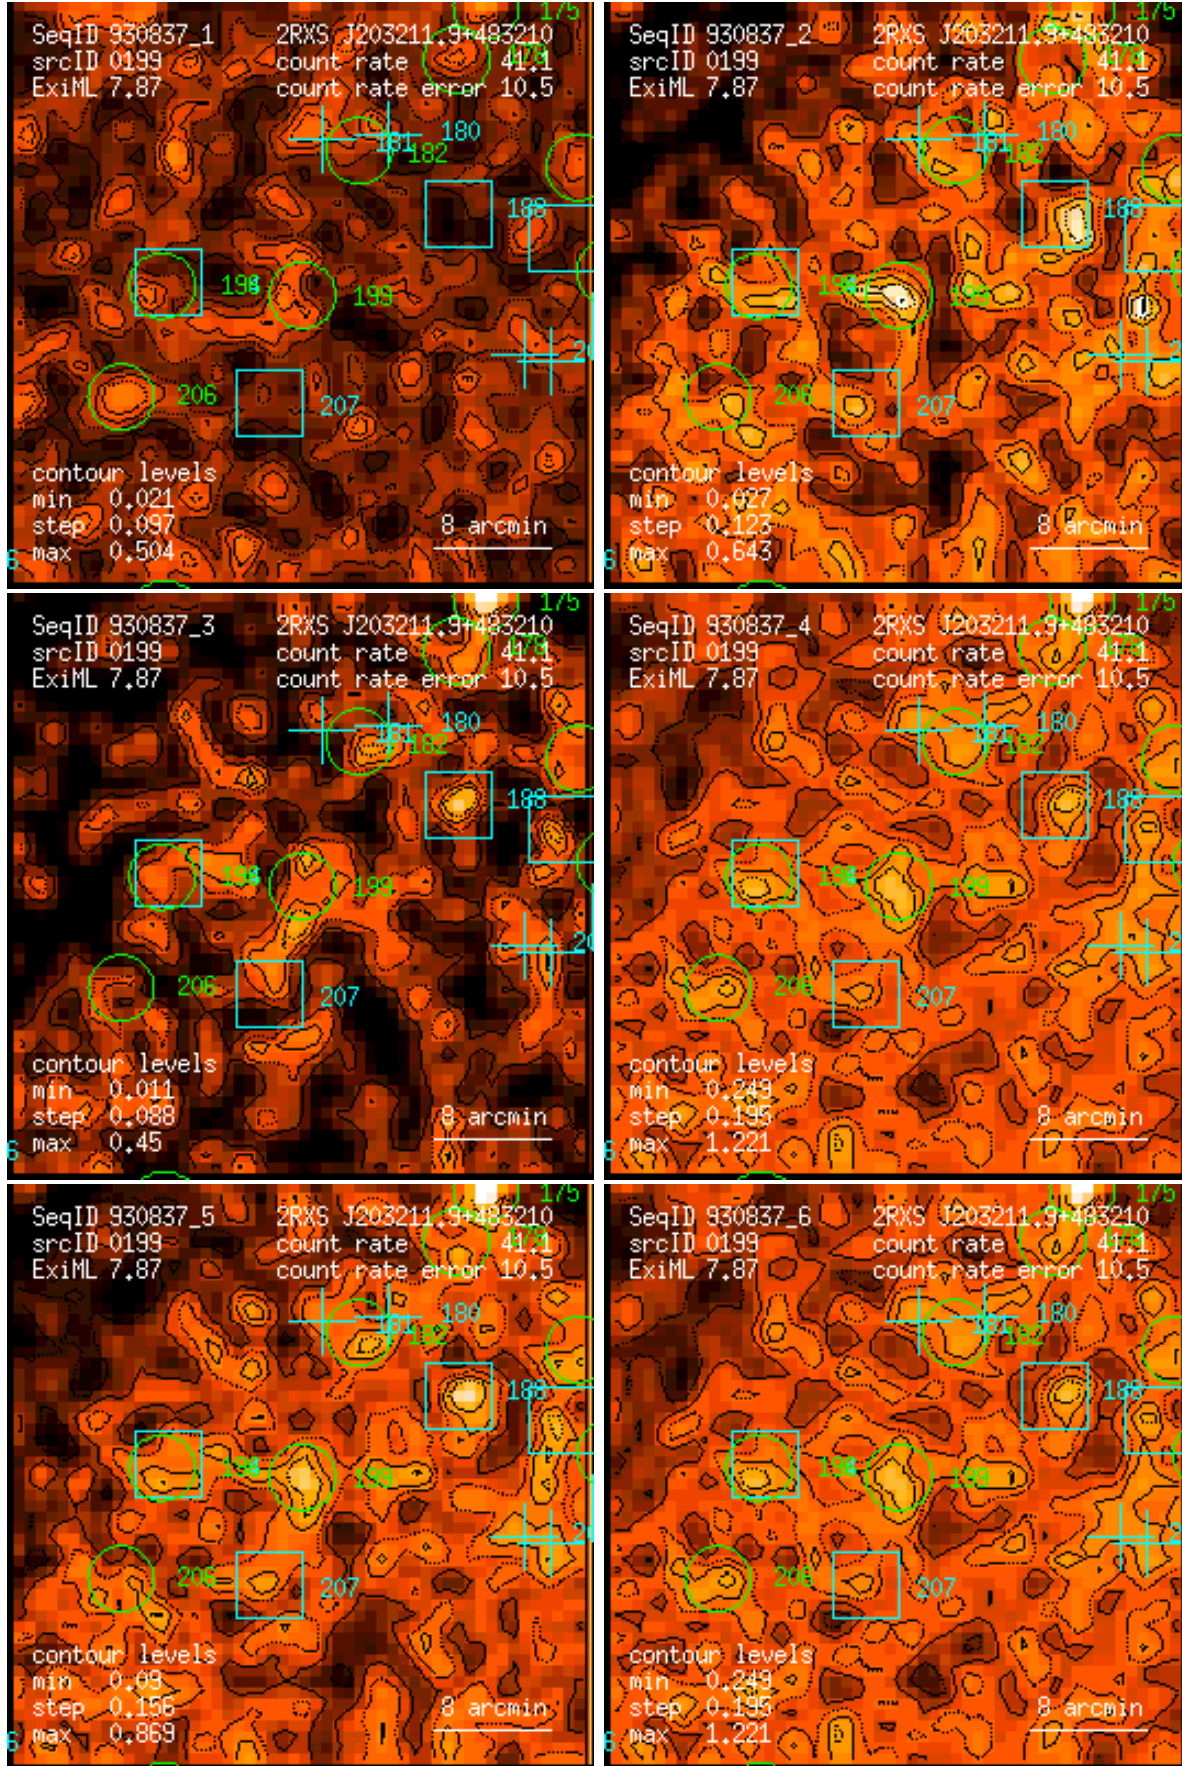 175
SeqID 930837_1 2RXS J203211.9+483210
179
srcID 0199 count rate 41.1
ExiML 7.87 count rate error 10.5
180
181
182
188
199
206
207
contour levels
min 0.021
step 0.097
max 0.504
8 arcmin
6
175
SeqID 930837_2 2RXS J203211.9+483210
179
srcID 0199 count rate 41.1
ExiML 7.87 count rate error 10.5
180
181
182
188
199
206
207
contour levels
min 0.027
step 0.123
max 0.643
8 arcmin
6
175
SeqID 930837_3 2RXS J203211.9+483210
srcID 0199 count rate 41.1
ExiML 7.87 count rate error 10.5
180
181
182
188
199
206
207
contour levels
min 0.011
step 0.088
max 0.45
8 arcmin
6
175
SeqID 930837_4 2RXS J203211.9+483210
srcID 0199 count rate 41.1
ExiML 7.87 count rate error 10.5
180
181
182
188
199
206
207
contour levels
min 0.249
step 0.195
max 1.221
8 arcmin
6
175
SeqID 930837_5 2RXS J203211.9+483210
srcID 0199 count rate 41.1
ExiML 7.87 count rate error 10.5
180
181
182
188
199
206
207
contour levels
min 0.09
step 0.156
max 0.869
8 arcmin
6
175
SeqID 930837_6 2RXS J203211.9+483210
srcID 0199 count rate 41.1
ExiML 7.87 count rate error 10.5
180
181
182
188
199
206
207
contour levels
min 0.249
step 0.195
max 1.221
8 arcmin
6